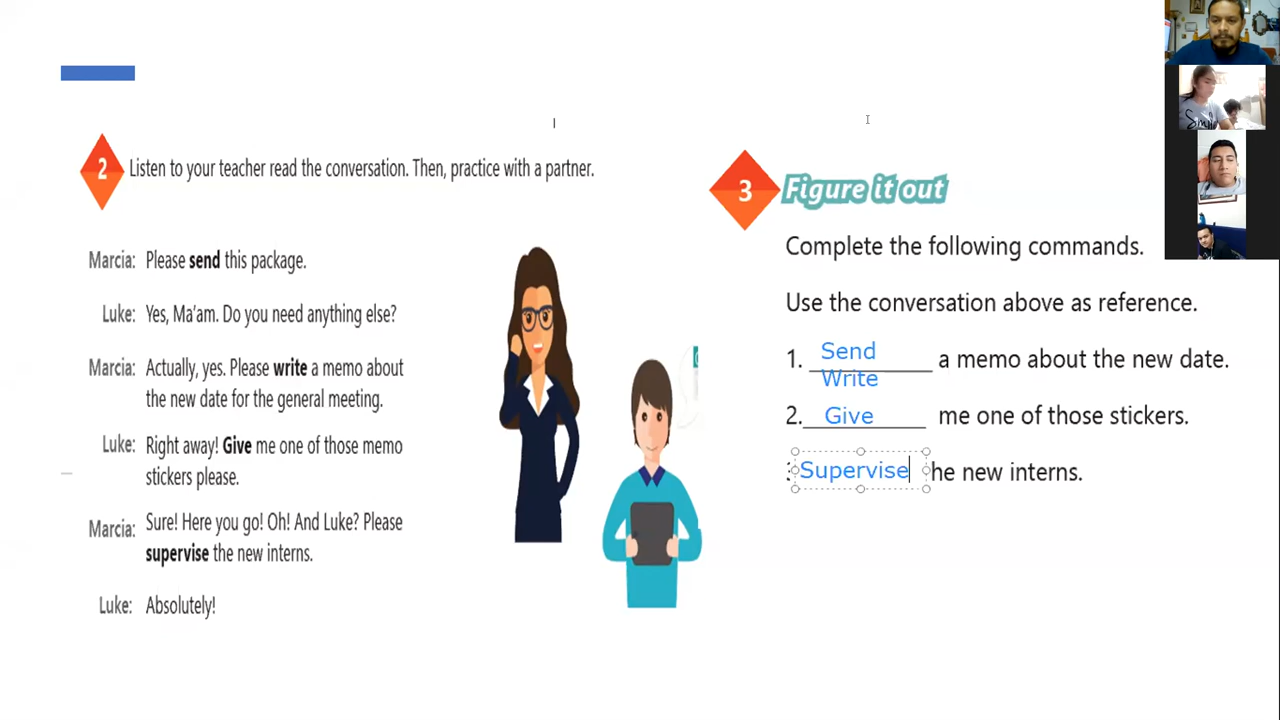 2 Listen to your teacher read the conversation. Then, practice with a partner.
Marcia: Please send this package.
Luke: Yes, Ma'am. Do you need anything else?
Marcia: Actually, yes. Please write a memo about
the new date for the general meeting.
Luke: Right away! Give me one of those memo
stickers please.
Marcia: Sure! Here you go! Oh! And Luke? Please
supervise the new interns.
Luke: Absolutely!
3 Figure it out
Complete the following commands.
Use the conversation above as reference.
1. Send a memo about the new date.
Write
2. Give me one of those stickers.
Supervise he new interns.